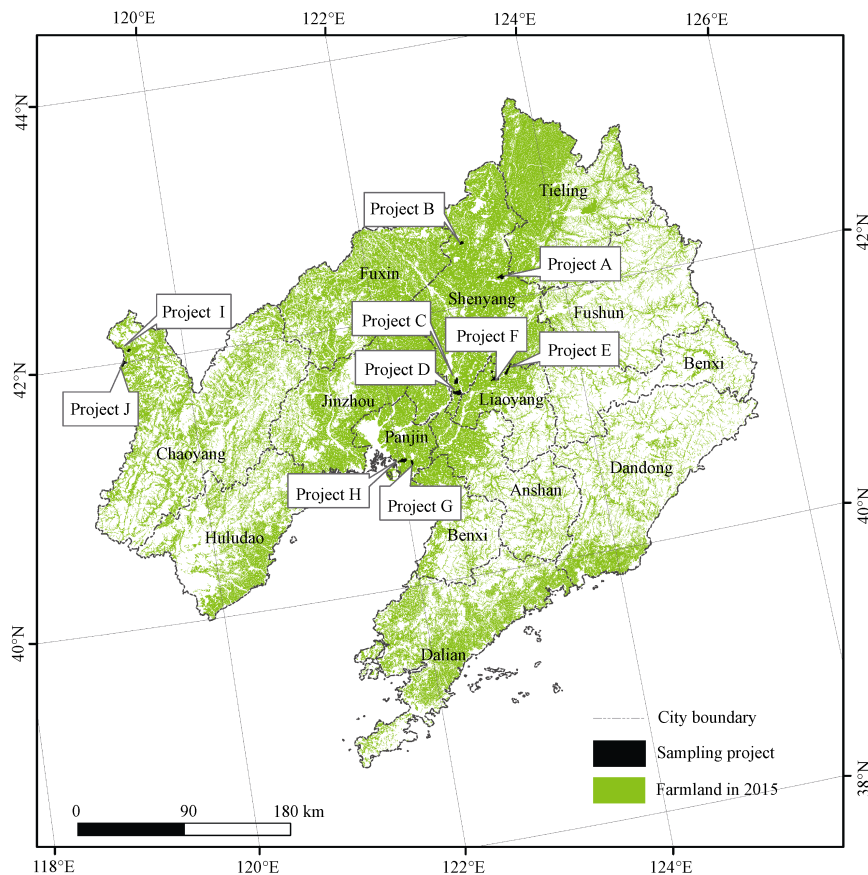 120°E
122°E
124°E
126°E
44°N
Tieling
Project B
42°N
Project A
Fuxin
Shenyang
Project I
Fushun
Project C
Project F
Project E
Benxi
42°N
Project D
Project J
Jinzhou
Liaoyang
Panjin
Chaoyang
Dandong
Project H
Anshan
Project G
40°N
Huludao
Benxi
40°N
Dalian
City boundary
Sampling project
Farmland in 2015
38°N
0 90 180 km
118°E
120°E
122°E
124°E